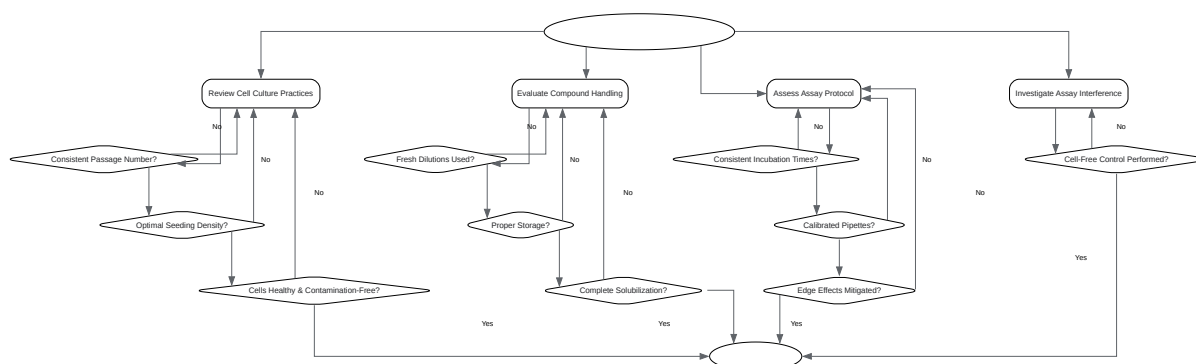 Review Cell Culture Practices
Evaluate Compound Handling
Assess Assay Protocol
Investigate Assay Interference
No
No
No
No
Consistent Passage Number?
No
Fresh Dilutions Used?
No
Consistent Incubation Times?
No
Cell-Free Control Performed?
No
No
No
Optimal Seeding Density?
Proper Storage?
Calibrated Pipettes?
Yes
Cells Healthy & Contamination-Free?
Complete Solubilization?
Edge Effects Mitigated?
Yes
Yes
Yes